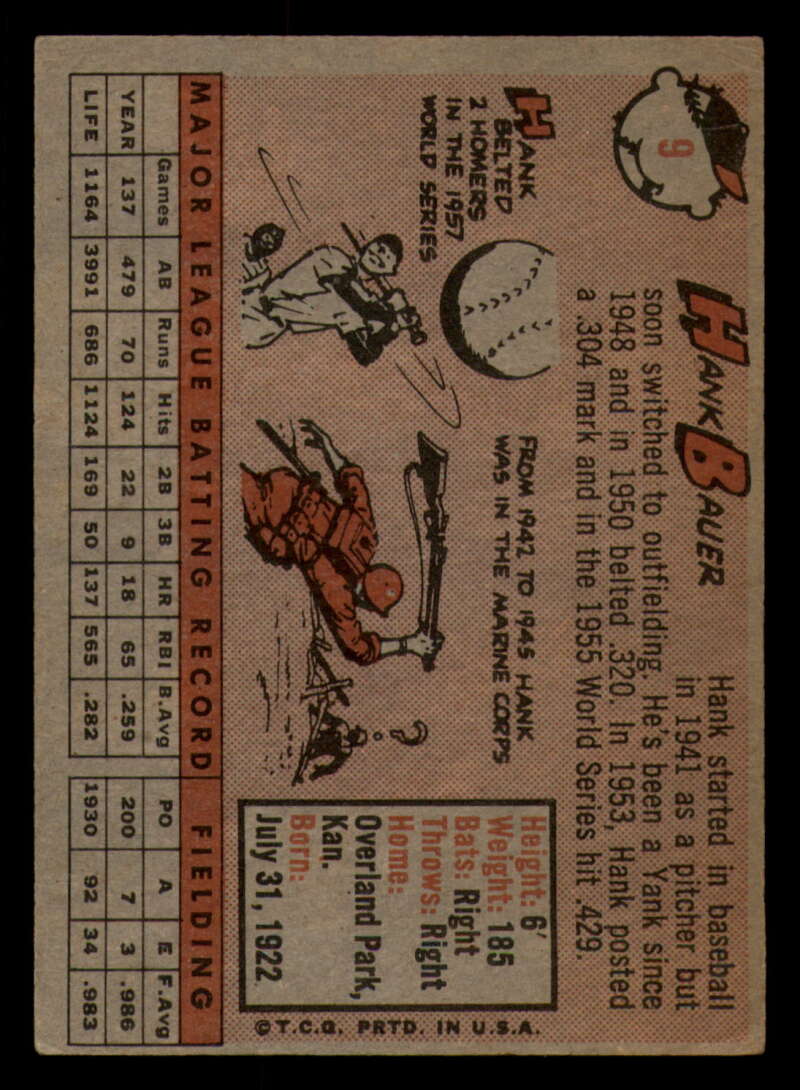 9
HANK BAUER
Hank started in baseball
in 1941 as a pitcher but
soon switched to outfielding. He's been a Yank since
1948 and in 1950 belted .320. In 1953, Hank posted
a .304 mark and in the 1955 World Series hit .429.
HANK
BELTED
2 HOMERS
IN THE 1957
WORLD SERIES
FROM 1942 TO 1945 HANK
WAS IN THE MARINE CORPS
?
Height: 6'
Weight: 185
Bats: Right
Throws: Right
Home:
Overland Park,
Kan.
Born:
July 31, 1922
©T.C.G. PRTD. IN U.S.A.
MAJOR LEAGUE BATTING RECORD FIELDING
Games AB Runs Hits 2B 3B HR RBI B.Avg PO A E F.Avg
YEAR 137 479 70 124 22 9 18 65 .259 200 7 3 .986
LIFE 1164 3991 686 1124 169 50 137 565 .282 1930 92 34 .983